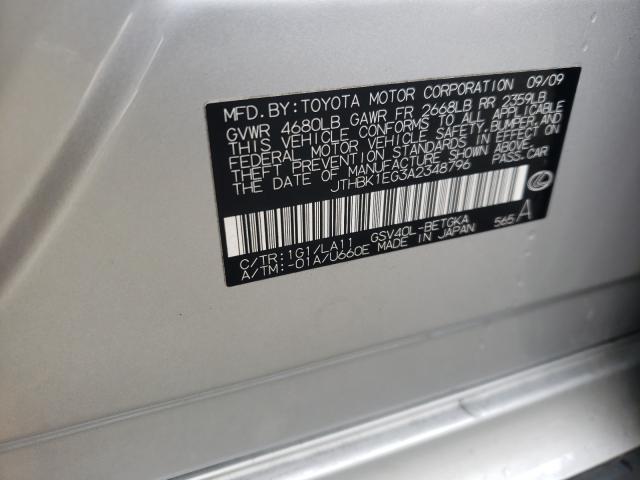 MFD.BY:TOYOTA MOTOR CORPORATION 09/09
GVWR 4680LB GAWR FR 2668LB RR 2359LB
THIS VEHICLE CONFORMS TO ALL APPLICABLE
FEDERAL MOTOR VEHICLE SAFETY,BUMPER,AND
THEFT PREVENTION STANDARDS IN EFFECT ON
THE DATE OF MANUFACTURE SHOWN ABOVE.
JTHBK1EG3A2348796 PASS.CAR
C/TR:1G1/LA11 GSV40L-BETGKA 565A
A/TM:-01A/U660E MADE IN JAPAN